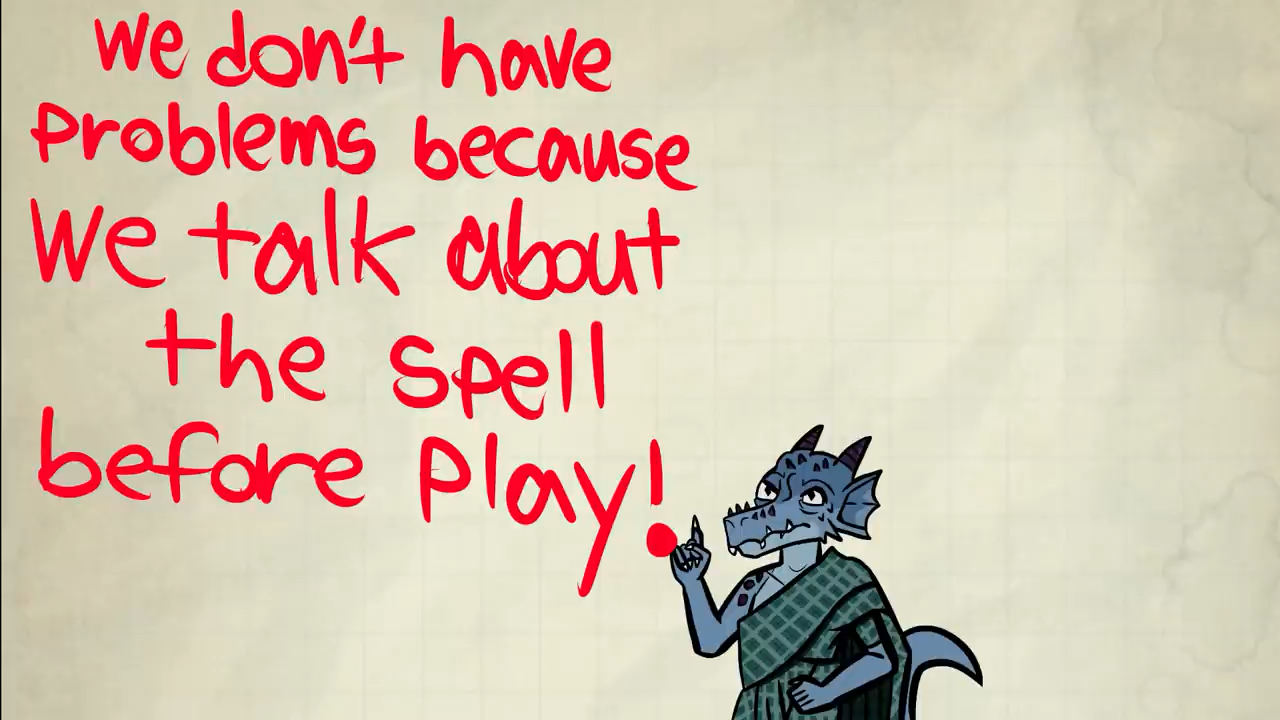 We don't have
Problems because
We talk about
the spell
before Play!